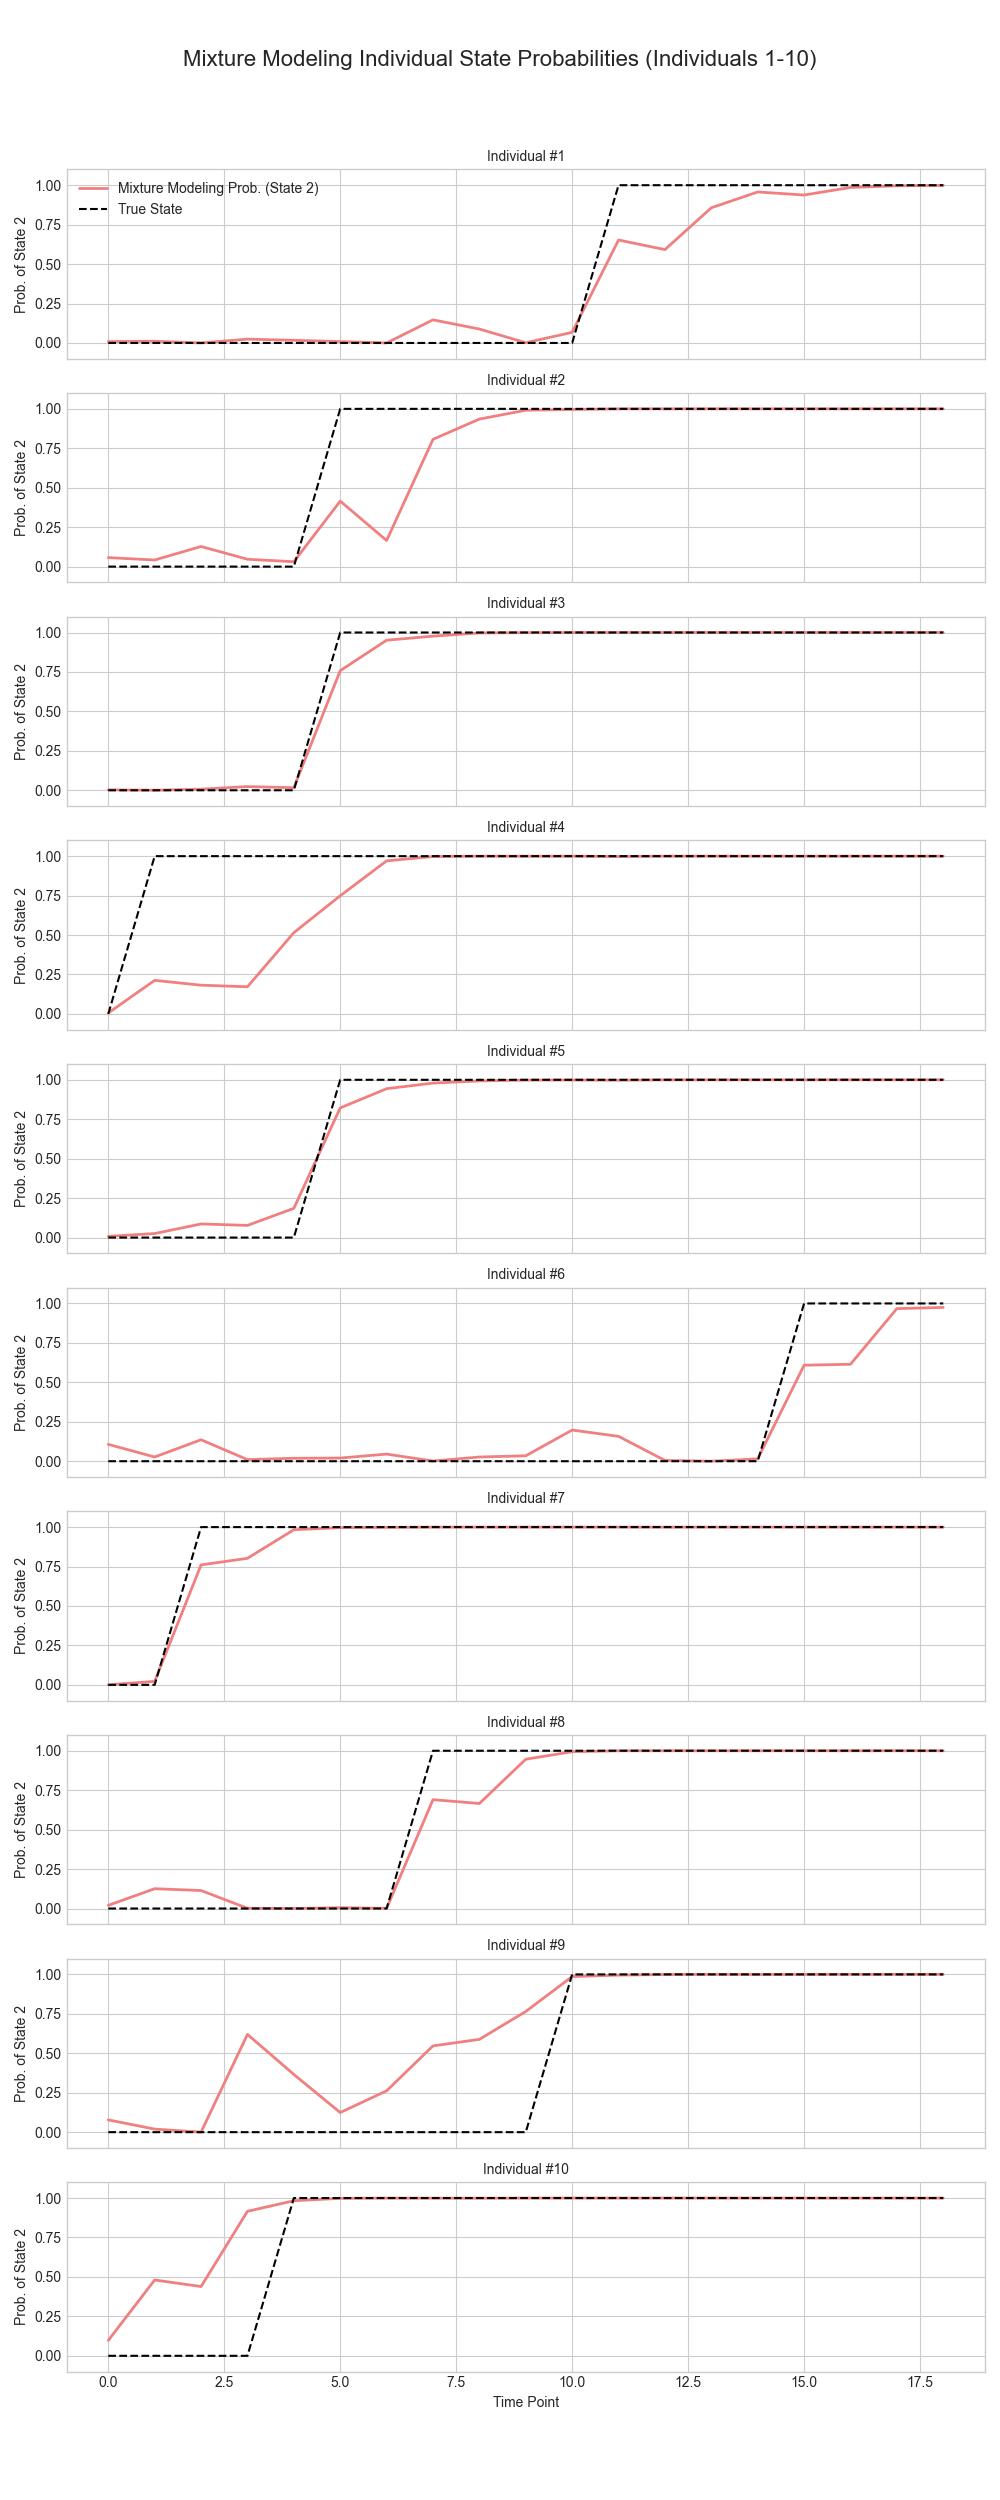 Mixture Modeling Individual State Probabilities (Individuals 1-10)
Individual #1
Mixture Modeling Prob. (State 2)
True State
1.00
0.75
0.50
0.25
0.00
Prob. of State 2
Individual #2
1.00
0.75
0.50
0.25
0.00
Prob. of State 2
Individual #3
1.00
0.75
0.50
0.25
0.00
Prob. of State 2
Individual #4
1.00
0.75
0.50
0.25
0.00
Prob. of State 2
Individual #5
1.00
0.75
0.50
0.25
0.00
Prob. of State 2
Individual #6
1.00
0.75
0.50
0.25
0.00
Prob. of State 2
Individual #7
1.00
0.75
0.50
0.25
0.00
Prob. of State 2
Individual #8
1.00
0.75
0.50
0.25
0.00
Prob. of State 2
Individual #9
1.00
0.75
0.50
0.25
0.00
Prob. of State 2
Individual #10
1.00
0.75
0.50
0.25
0.00
Prob. of State 2
0.0 2.5 5.0 7.5 10.0 12.5 15.0 17.5
Time Point